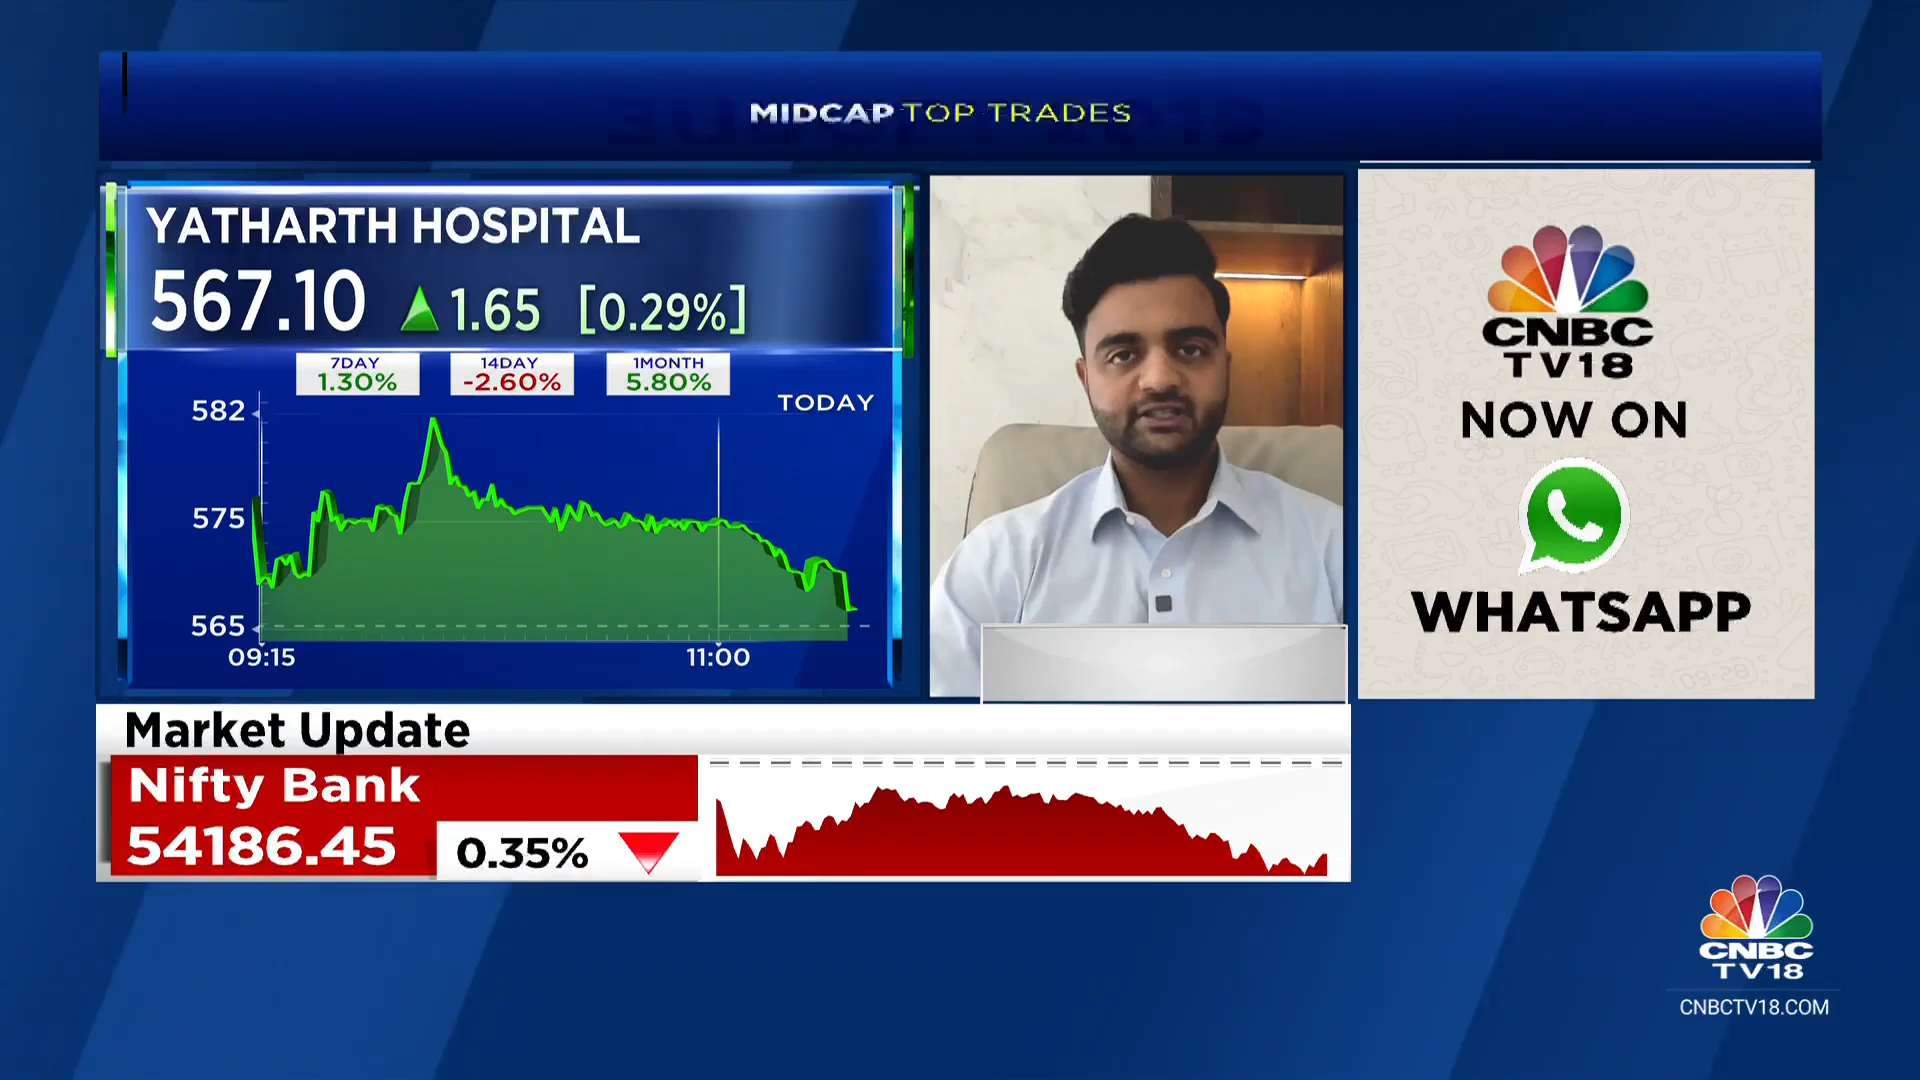 MIDCAP TOP TRADES
YATHARTH HOSPITAL
567.10 ▲ 1.65 [0.29%]
7DAY
1.30%
14DAY
-2.60%
1MONTH
5.80%
TODAY
582
575
565
09:15
11:00
CNBC
TV18
NOW ON
WHATSAPP
Market Update
Nifty Bank
54186.45
0.35%
CNBC
TV18
CNBCTV18.COM